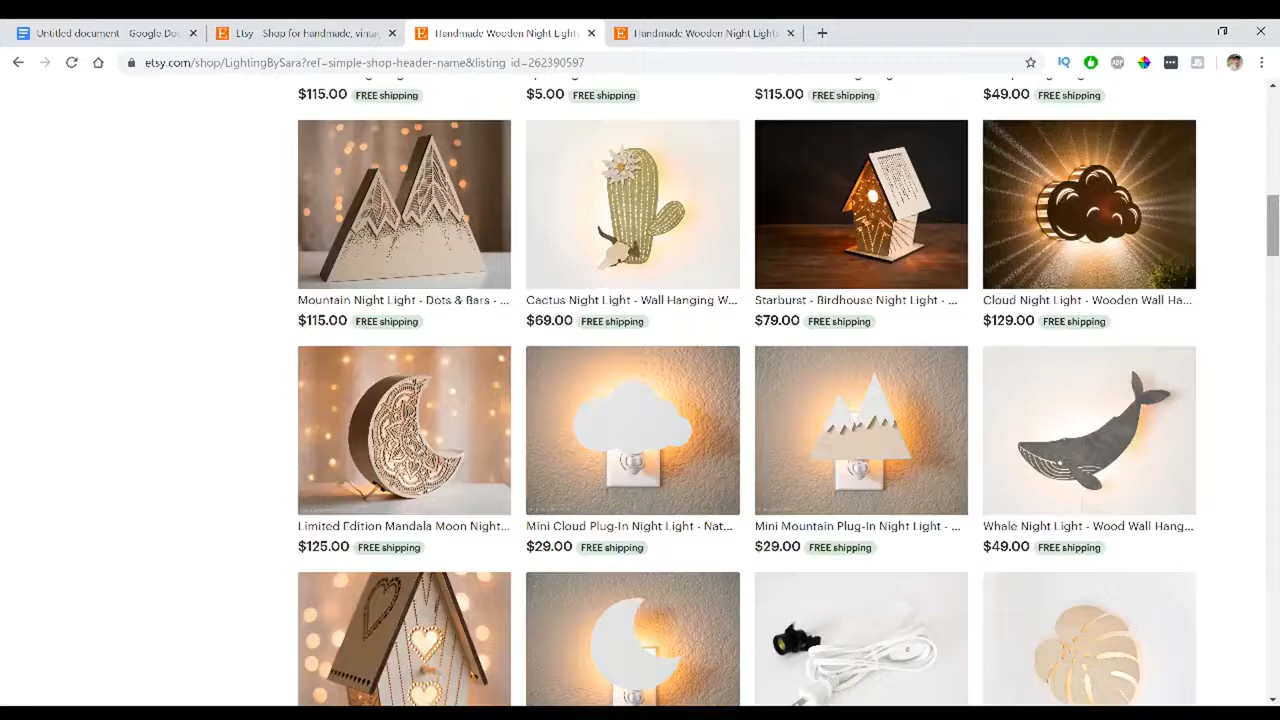 Untitled document - Google Do
Etsy - Shop for handmade, vinta
Handmade Wooden Night Lights
Handmade Wooden Night Lights
etsy.com/shop/LightingBySara?ref=simple-shop-header-name&listing_id=262390597
IQ
ABP
JS
$115.00 FREE shipping
$5.00 FREE shipping
$115.00 FREE shipping
$49.00 FREE shipping
Mountain Night Light - Dots & Bars - ...
Cactus Night Light - Wall Hanging W...
Starburst - Birdhouse Night Light - ...
Cloud Night Light - Wooden Wall Ha...
$115.00 FREE shipping
$69.00 FREE shipping
$79.00 FREE shipping
$129.00 FREE shipping
Limited Edition Mandala Moon Night...
Mini Cloud Plug-In Night Light - Nat...
Mini Mountain Plug-In Night Light - ...
Whale Night Light - Wood Wall Hang...
$125.00 FREE shipping
$29.00 FREE shipping
$29.00 FREE shipping
$49.00 FREE shipping